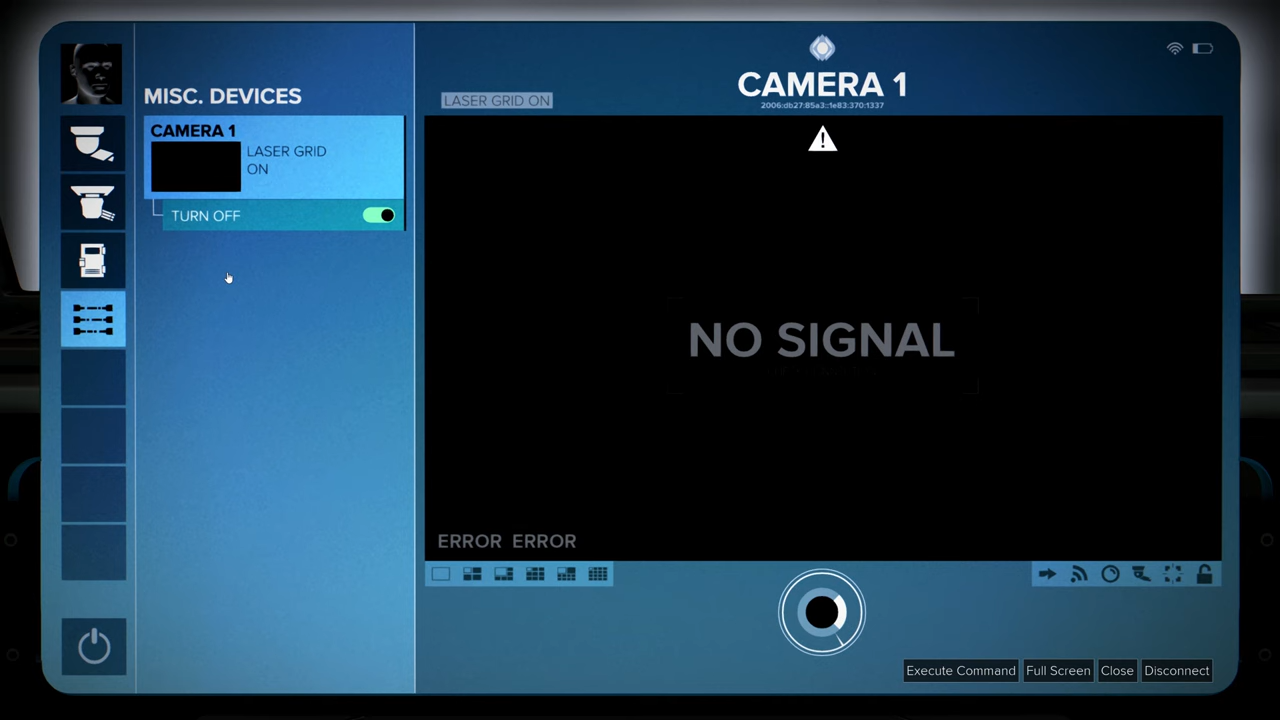 MISC. DEVICES
CAMERA 1
LASER GRID
ON
TURN OFF
CAMERA 1
2006:db27:85a3::1e83:370:1337
LASER GRID ON
NO SIGNAL
ERROR ERROR
Execute Command
Full Screen
Close
Disconnect